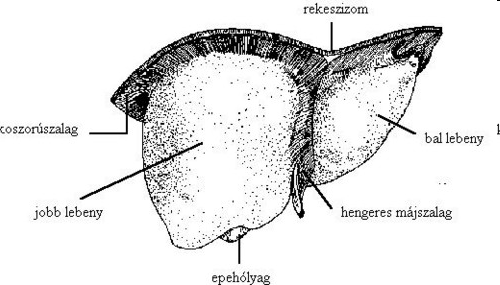 rekeszizom
koszorúszalag
bal lebeny
jobb lebeny
hengeres májszalag
epehólyag